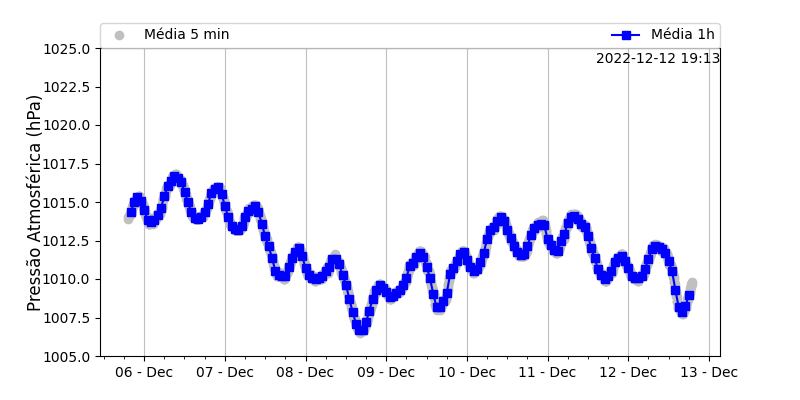 Média 5 min
Média 1h
2022-12-12 19:13
Pressão Atmosférica (hPa)
1025.0
1022.5
1020.0
1017.5
1015.0
1012.5
1010.0
1007.5
1005.0
06 - Dec
07 - Dec
08 - Dec
09 - Dec
10 - Dec
11 - Dec
12 - Dec
13 - Dec